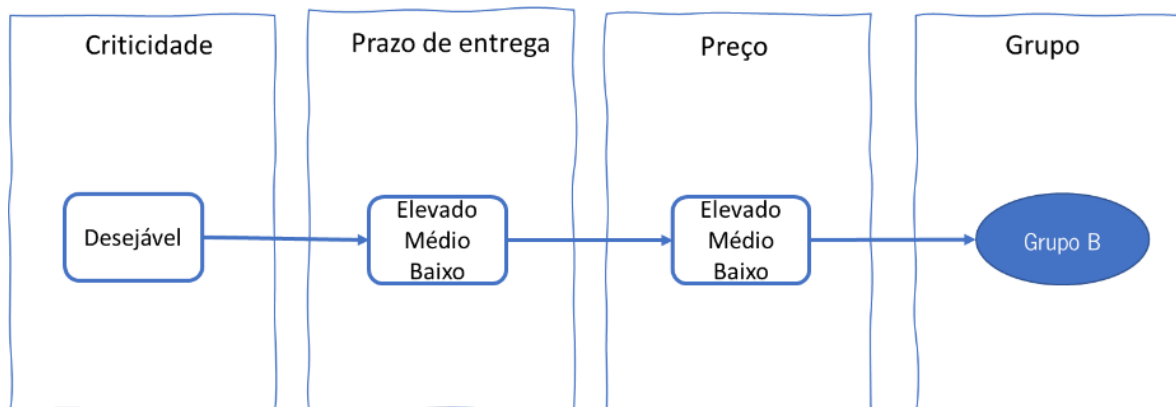 Criticidade
Prazo de entrega
Preço
Grupo
Desejável
Elevado
Médio
Baixo
Elevado
Médio
Baixo
Grupo B